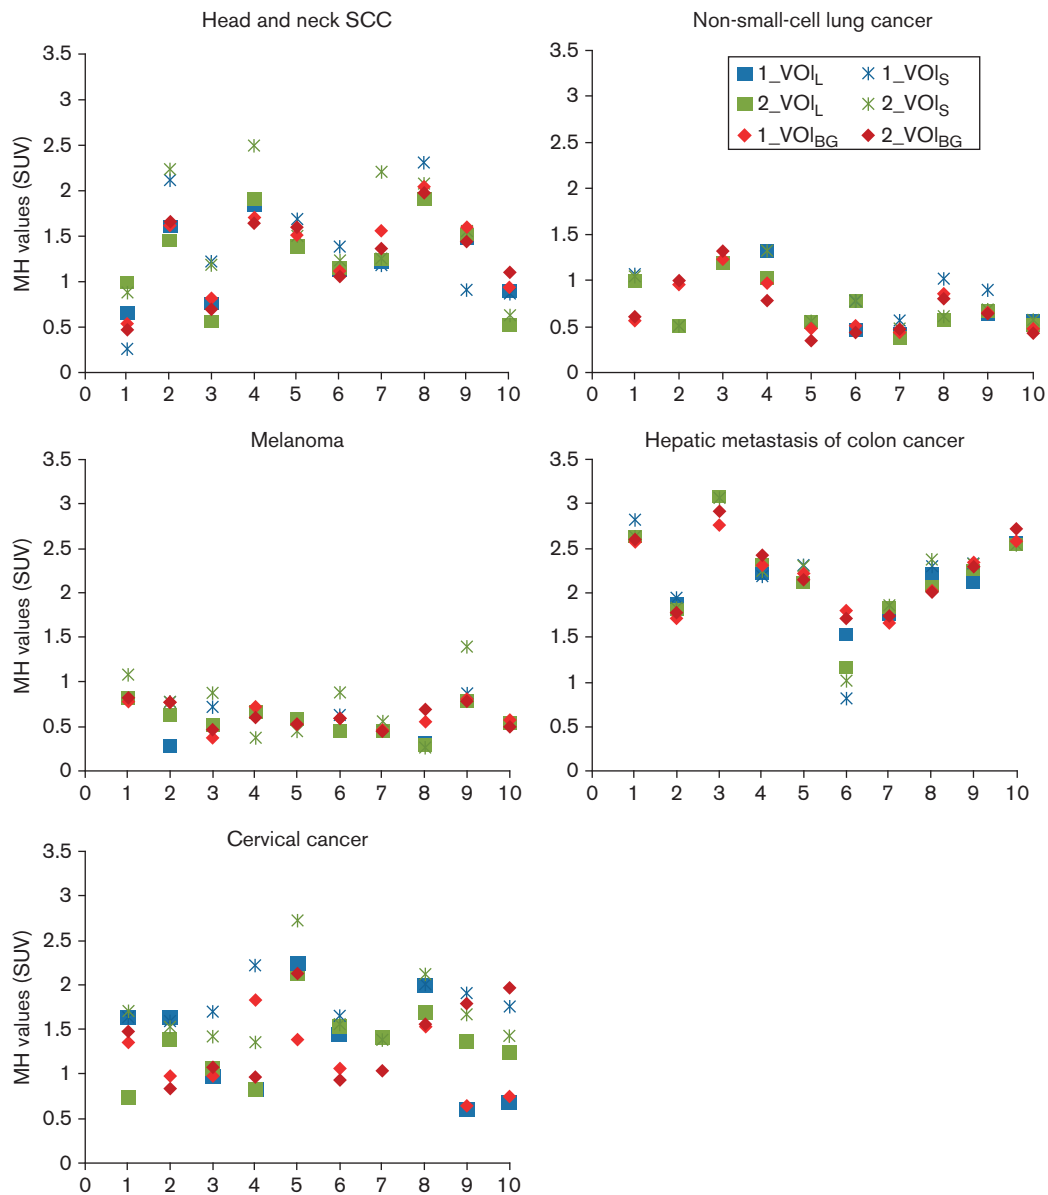 Head and neck SCC
Non-small-cell lung cancer
MH values (SUV)
3.5
3
2.5
2
1.5
1
0.5
0
0 1 2 3 4 5 6 7 8 9 10
3.5
3
2.5
2
1.5
1
0.5
0
0 1 2 3 4 5 6 7 8 9 10
1_VOI_L 1_VOI_S
2_VOI_L 2_VOI_S
1_VOI_BG 2_VOI_BG
Melanoma
Hepatic metastasis of colon cancer
MH values (SUV)
3.5
3
2.5
2
1.5
1
0.5
0
0 1 2 3 4 5 6 7 8 9 10
3.5
3
2.5
2
1.5
1
0.5
0
0 1 2 3 4 5 6 7 8 9 10
Cervical cancer
MH values (SUV)
3.5
3
2.5
2
1.5
1
0.5
0
0 1 2 3 4 5 6 7 8 9 10